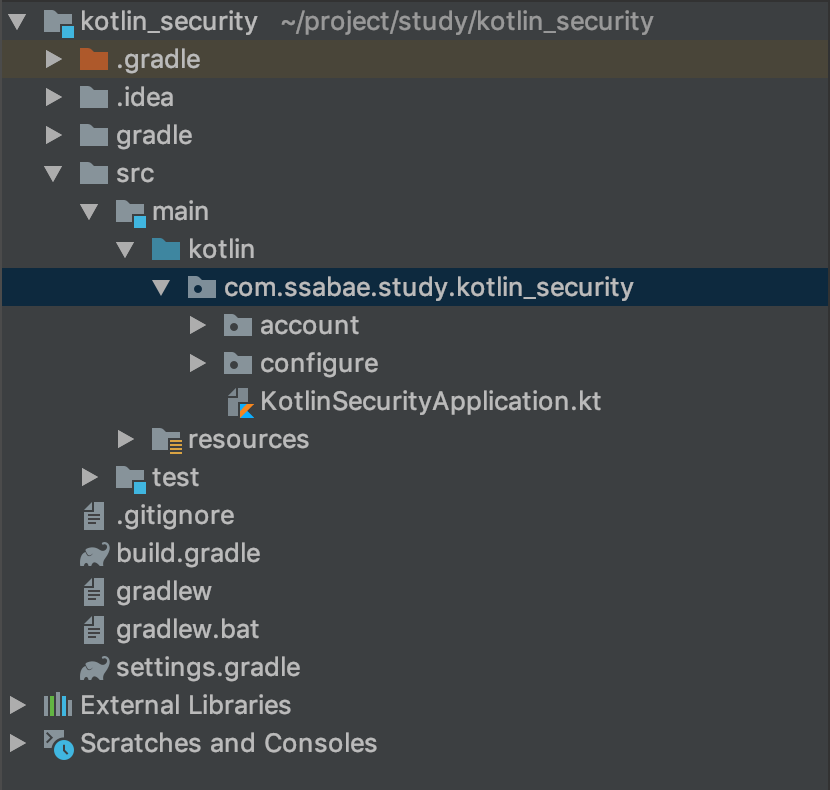 kotlin_security ~/project/study/kotlin_security
.gradle
.idea
gradle
src
main
kotlin
com.ssabae.study.kotlin_security
account
configure
KotlinSecurityApplication.kt
resources
test
.gitignore
build.gradle
gradlew
gradlew.bat
settings.gradle
External Libraries
Scratches and Consoles